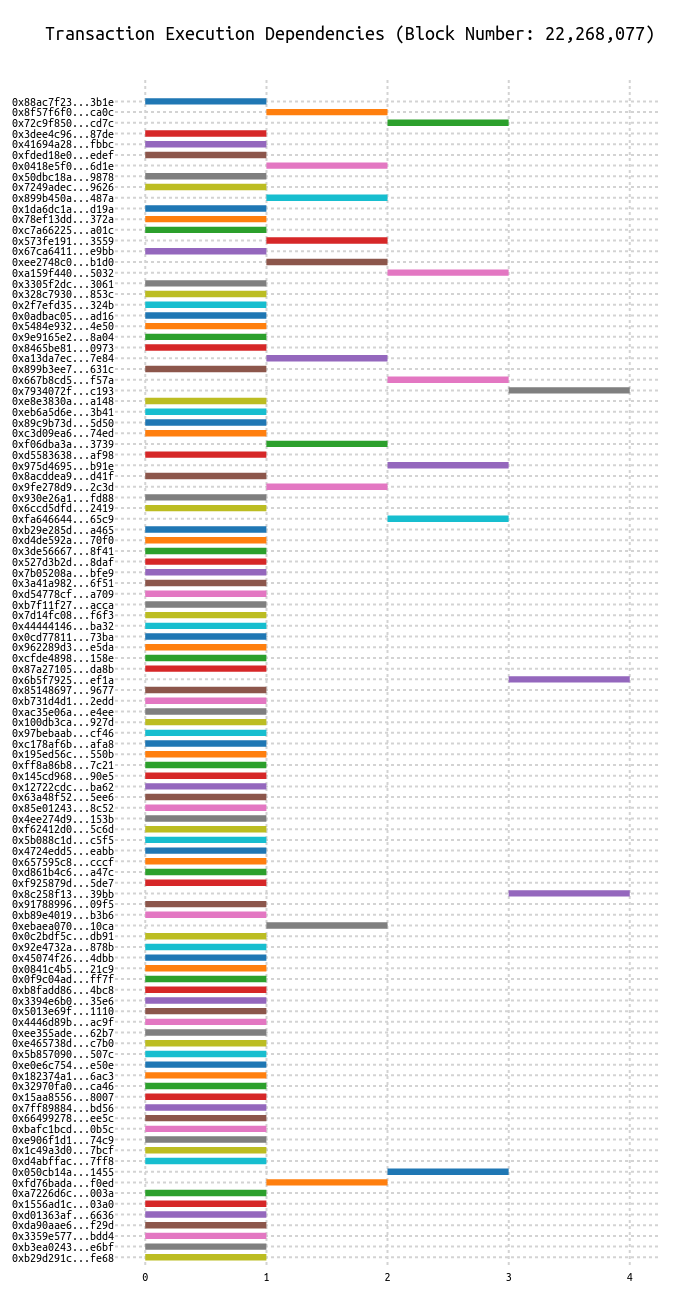 Transaction Execution Dependencies (Block Number: 22,268,077)
0x88ac7f23...3b1e
0x8f57f6f0...ca0c
0x72c9f850...cd7c
0x3dee4c96...87de
0x41694a28...fbbc
0xfded18e0...edef
0x0418e5f0...6d1e
0x50dbc18a...9878
0x7249adec...9626
0x899b450a...487a
0x1da6dc1a...d19a
0x78ef13dd...372a
0xc7a66225...a01c
0x573fe191...3559
0x67ca6411...e9bb
0xee2748c0...b1d0
0xa159f440...5032
0x3305f2dc...3061
0x328c7930...853c
0x2f7efd35...324b
0x0adbac05...ad16
0x5484e932...4e50
0x9e9165e2...8a04
0x8465be81...0973
0xa13da7ec...7e84
0x899b3ee7...631c
0x667b8cd5...f57a
0x7934072f...c193
0xe8e3830a...a148
0xeb6a5d6e...3b41
0x89c9b73d...5d50
0xc3d09ea6...74ed
0xf06dba3a...3739
0xd5583638...af98
0x975d4695...b91e
0x8acddea9...d41f
0x9fe278d9...2c3d
0x930e26a1...fd88
0x6ccd5dfd...2419
0xfa646644...65c9
0xb29e285d...a465
0xd4de592a...70f0
0x3de56667...8f41
0x527d3b2d...8daf
0x7b05208a...bfe9
0x3a41a982...6f51
0xd54778cf...a709
0xb7f11f27...acca
0x7d14fc08...f6f3
0x44444146...ba32
0x0cd77811...73ba
0x962289d3...e5da
0xcfde4898...158e
0x87a27105...da8b
0x6b5f7925...ef1a
0x85148697...9677
0xb731d4d1...2edd
0xac35e06a...e4ee
0x100db3ca...927d
0x97bebaab...cf46
0xc178af6b...afa8
0x195ed56c...550b
0xff8a86b8...7c21
0x145cd968...90e5
0x12722cdc...ba62
0x63a48f52...5ee6
0x85e01243...8c52
0x4ee274d9...153b
0xf62412d0...5c6d
0x5b088c1d...c5f5
0x4724edd5...eabb
0x657595c8...cccf
0xd861b4c6...a47c
0xf925879d...5de7
0x8c258f13...39bb
0x91788996...09f5
0xb89e4019...b3b6
0xebaea070...10ca
0x0c2bdf5c...db91
0x92e4732a...878b
0x45074f26...4dbb
0x0841c4b5...21c9
0x0f9c04ad...ff7f
0xb8fadd86...4bc8
0x3394e6b0...35e6
0x5013e69f...1110
0x4446d89b...ac9f
0xee355ade...62b7
0xe465738d...c7b0
0x5b857090...507c
0xe0e6c754...e50e
0x182374a1...6ac3
0x32970fa0...ca46
0x15aa8556...8007
0x7ff89884...bd56
0x66499278...ee5c
0xbafc1bcd...0b5c
0xe906f1d1...74c9
0x1c49a3d0...7bcf
0xd4abffac...7ff8
0x050cb14a...1455
0xfd76bada...f0ed
0xa7226d6c...003a
0x1556ad1c...03a0
0xd01363af...6636
0xda90aae6...f29d
0x3359e577...bdd4
0xb3ea0243...e6bf
0xb29d291c...fe68
0 1 2 3 4